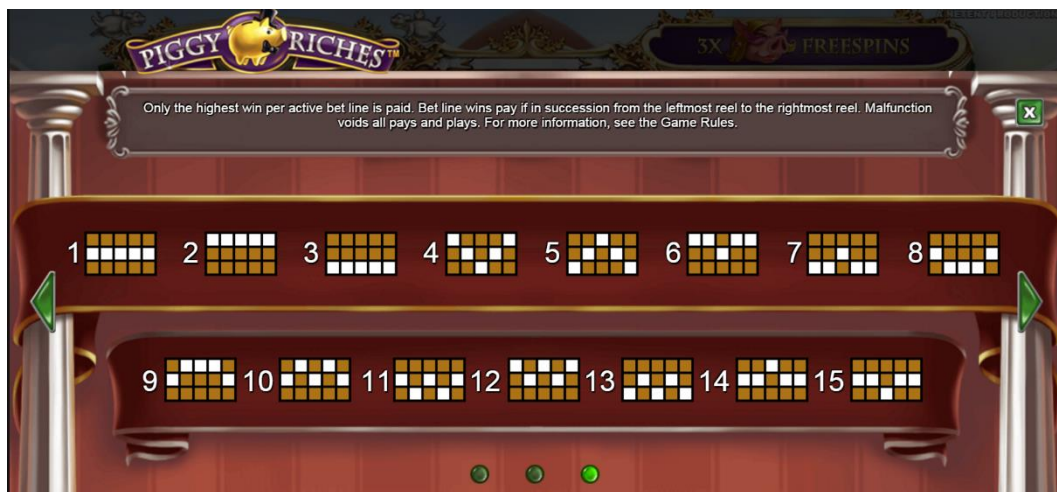 PIGGY RICHES™
3X FREESPINS
Only the highest win per active bet line is paid. Bet line wins pay if in succession from the leftmost reel to the rightmost reel. Malfunction
voids all pays and plays. For more information, see the Game Rules.
X
1 2 3 4 5 6 7 8
9 10 11 12 13 14 15